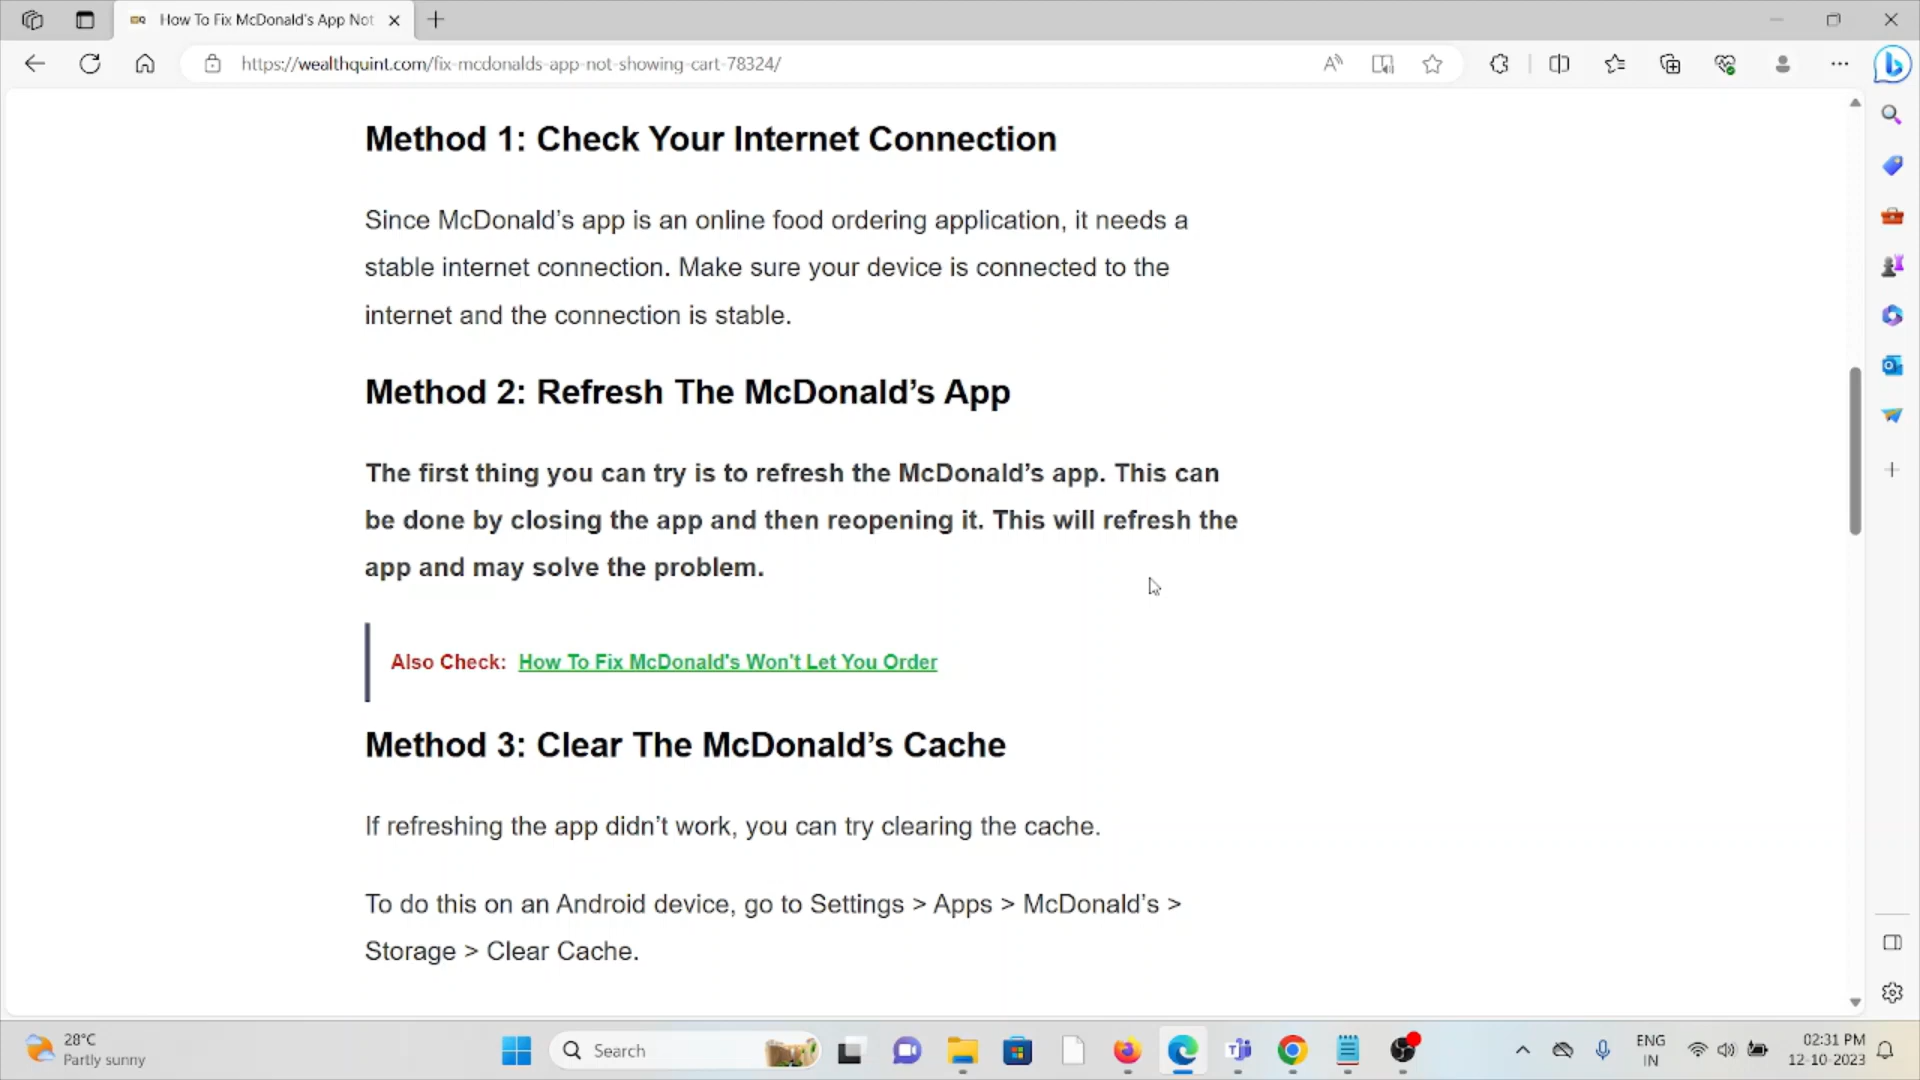 How To Fix McDonald's App Not
https://wealthquint.com/fix-mcdonalds-app-not-showing-cart-78324/
Method 1: Check Your Internet Connection
Since McDonald’s app is an online food ordering application, it needs a
stable internet connection. Make sure your device is connected to the
internet and the connection is stable.
Method 2: Refresh The McDonald’s App
The first thing you can try is to refresh the McDonald’s app. This can
be done by closing the app and then reopening it. This will refresh the
app and may solve the problem.
Also Check: How To Fix McDonald's Won't Let You Order
Method 3: Clear The McDonald’s Cache
If refreshing the app didn’t work, you can try clearing the cache.
To do this on an Android device, go to Settings > Apps > McDonald’s >
Storage > Clear Cache.
28°C
Partly sunny
Search
ENG
IN
02:31 PM
12-10-2023